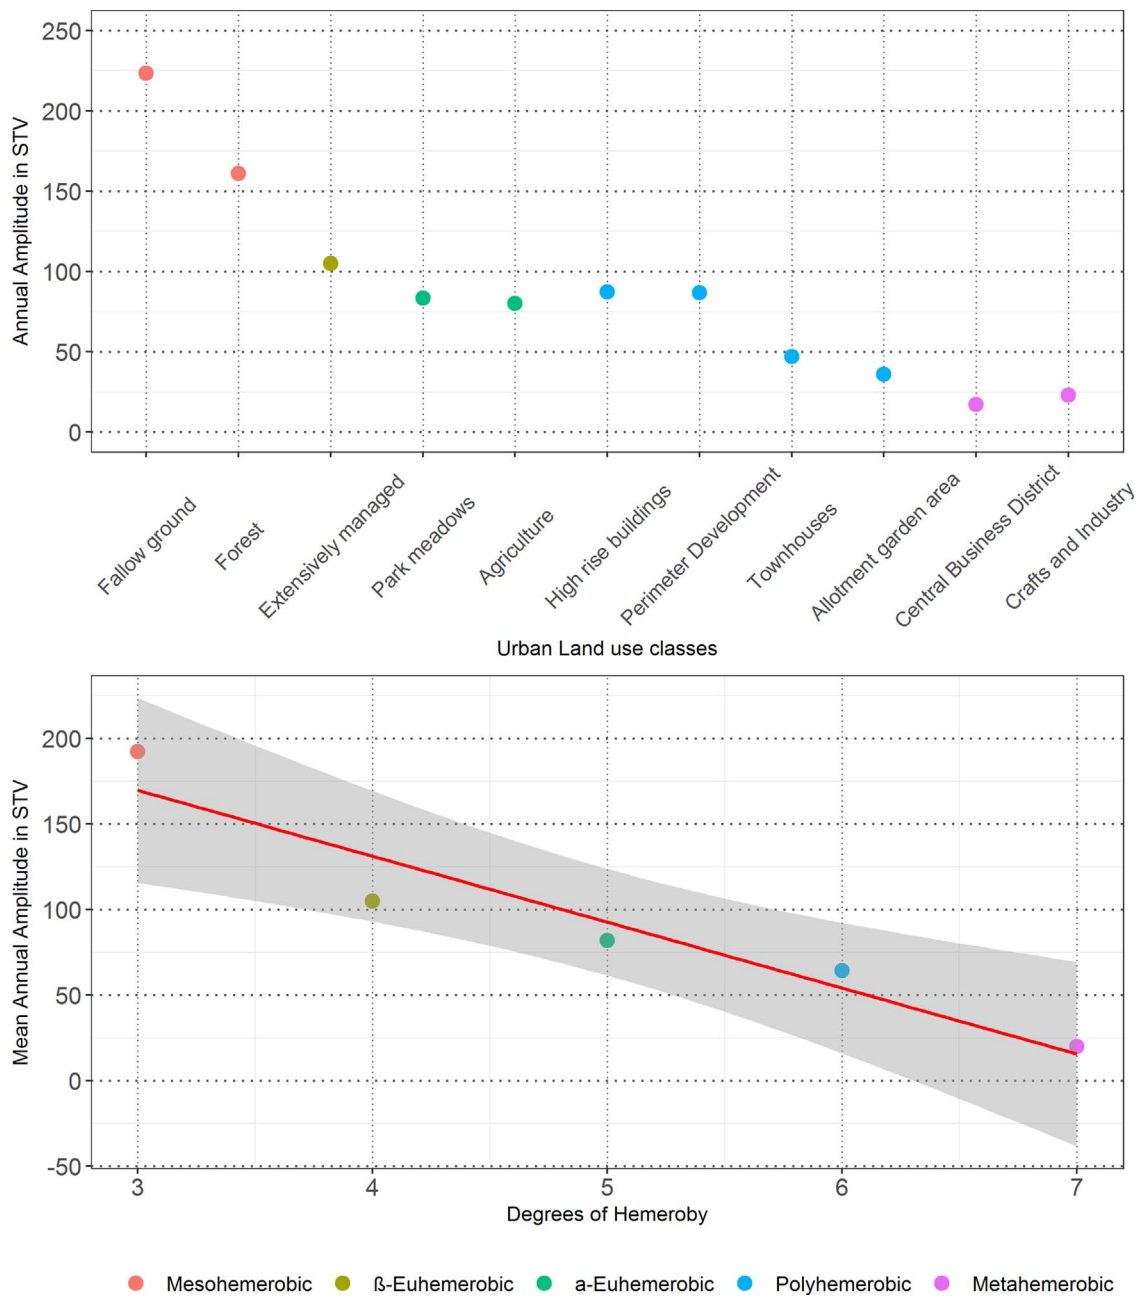 250
200
150
100
50
0
Annual Amplitude in STV
Fallow ground
Forest
Extensively managed
Park meadows
Agriculture
High rise buildings
Perimeter Development
Townhouses
Allotment garden area
Central Business District
Crafts and Industry
Urban Land use classes
200
150
100
50
0
-50
Mean Annual Amplitude in STV
3 4 5 6 7
Degrees of Hemeroby
Mesohemerobic ß-Euhemerobic a-Euhemerobic Polyhemerobic Metahemerobic